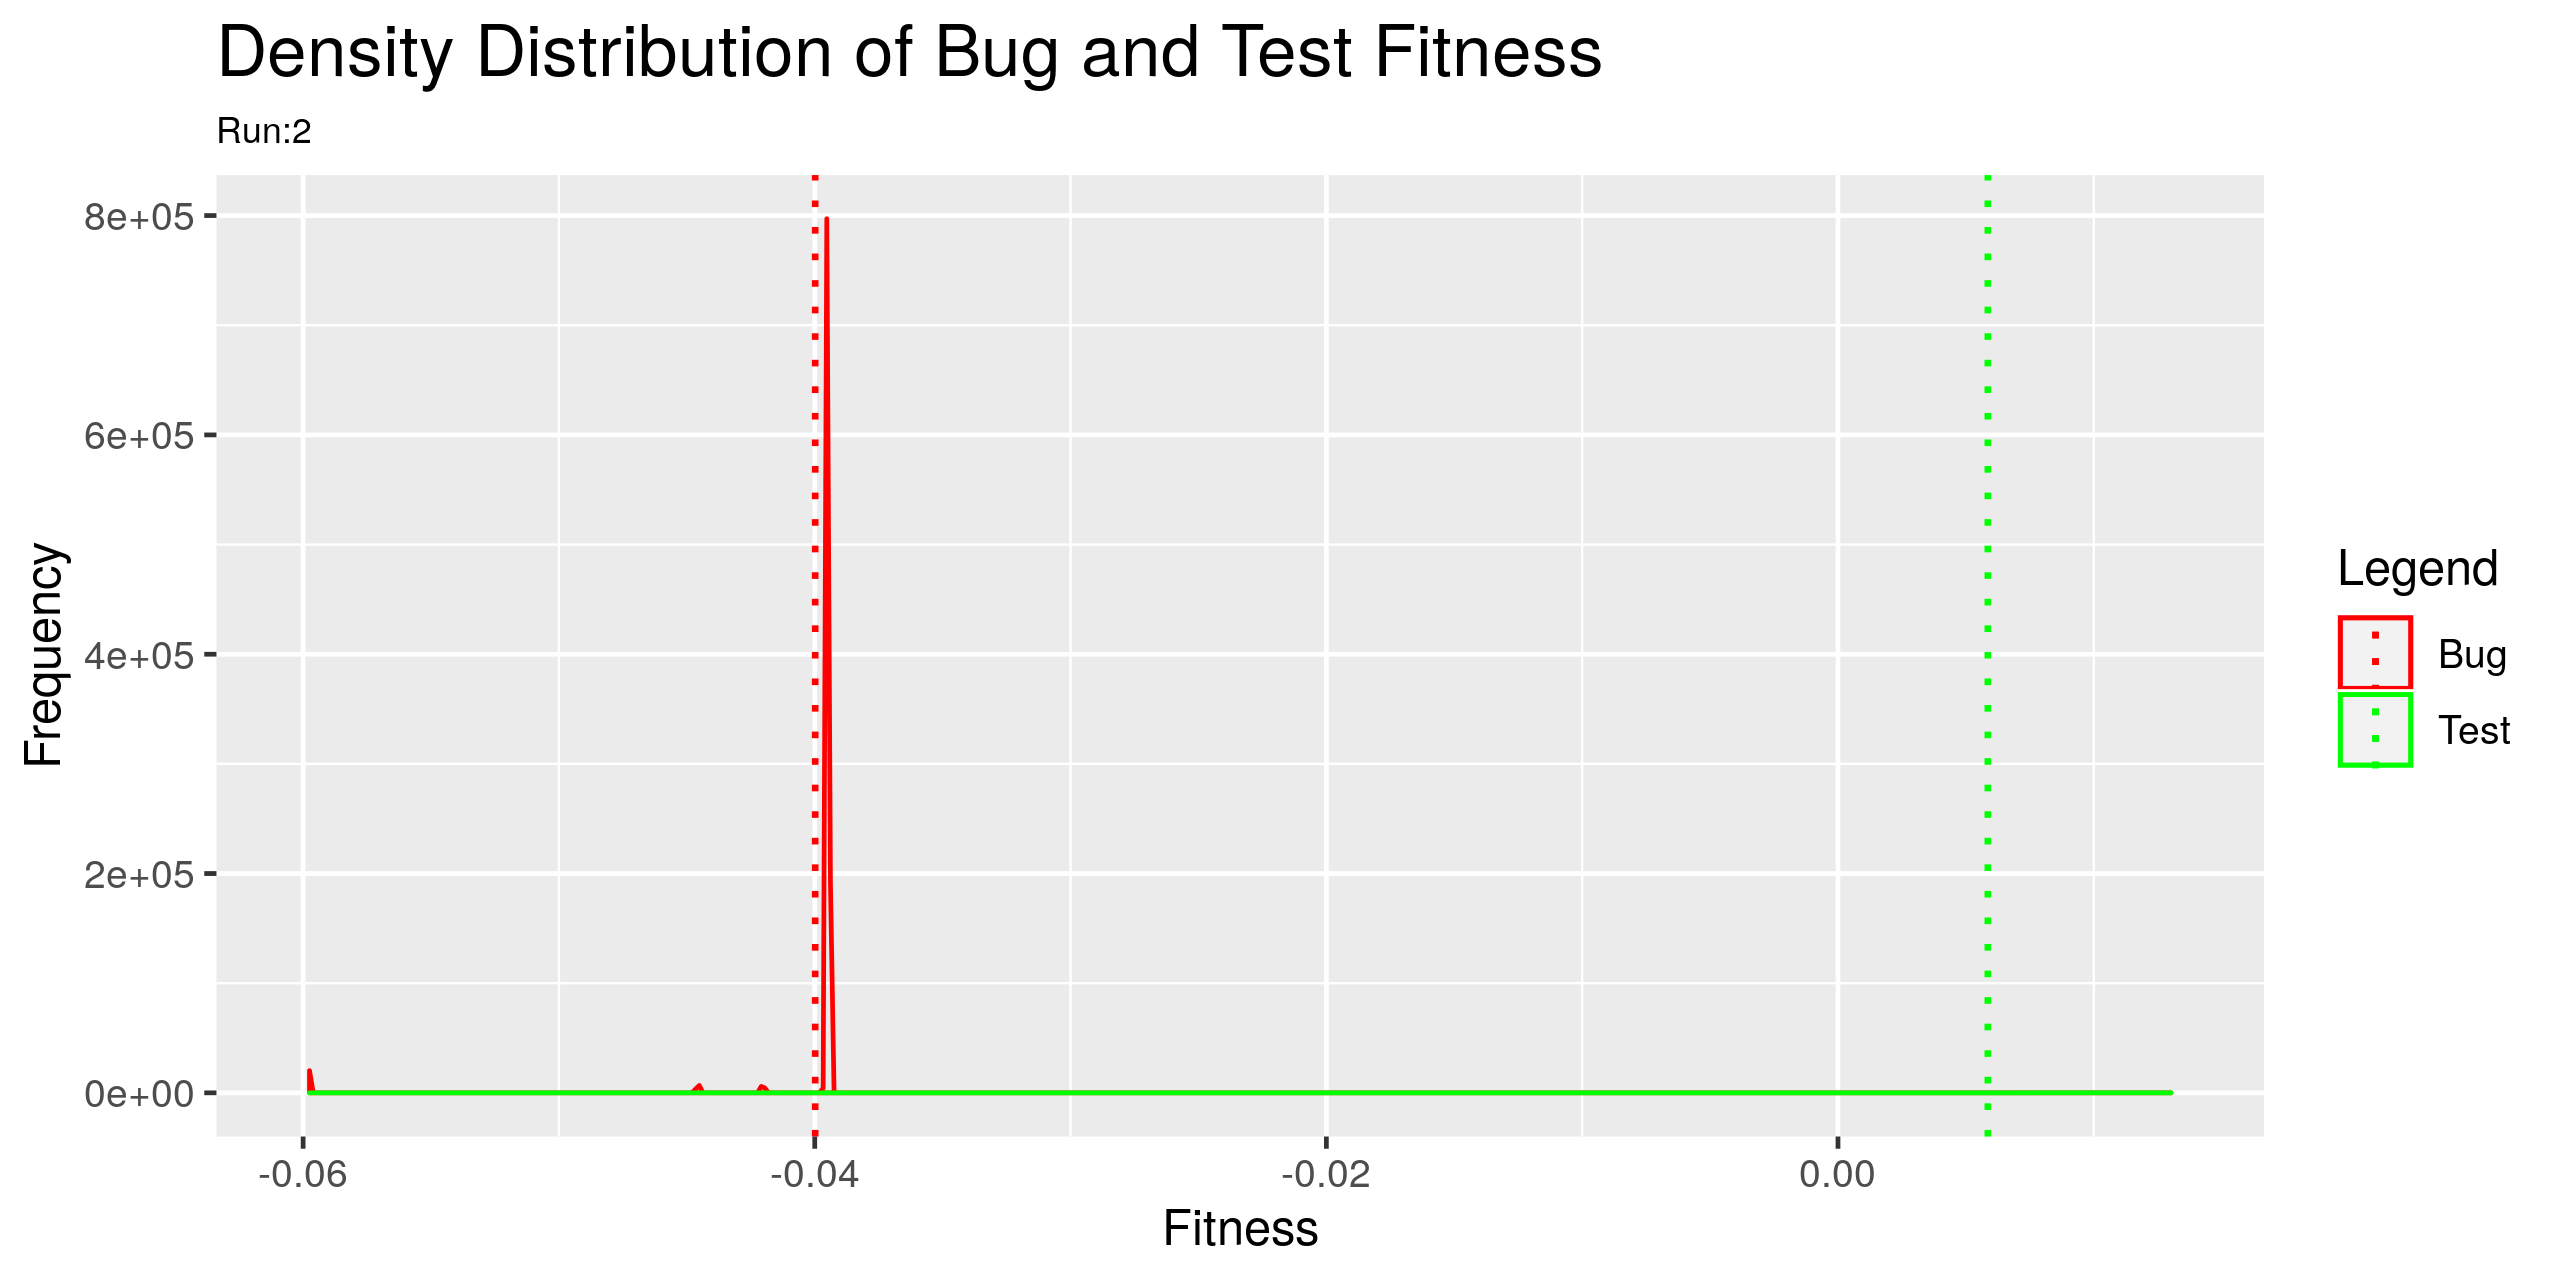 Density Distribution of Bug and Test Fitness
Run:2
8e+05
6e+05
4e+05
2e+05
0e+00
Frequency
-0.06
-0.04
-0.02
0.00
Fitness
Legend
Bug
Test